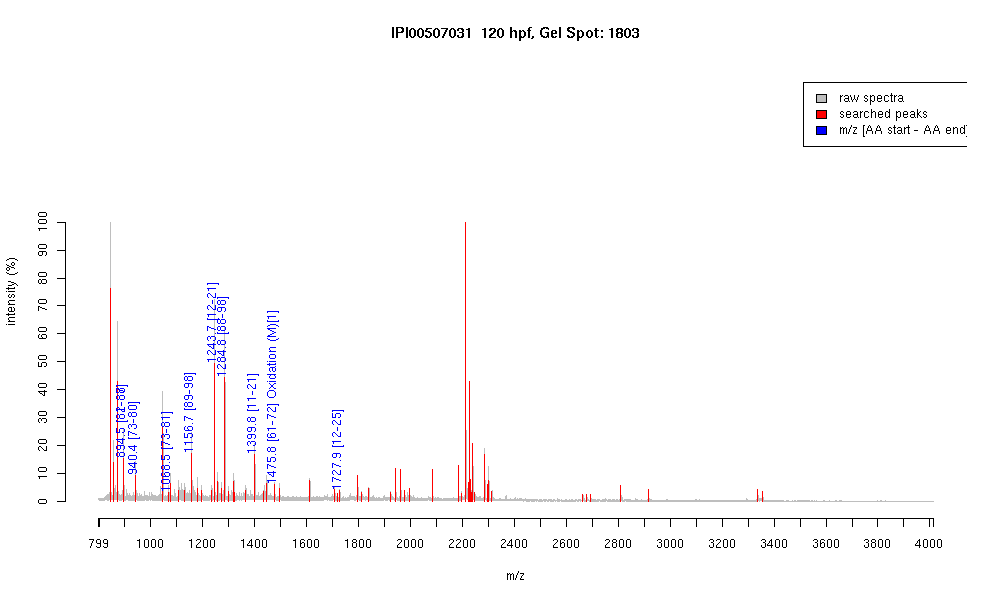 IPI00507031 120 hpf, Gel Spot: 1803
raw spectra
searched peaks
m/z [AA start - AA end]
intensity (%)
100
90
80
70
60
50
40
30
20
10
0
894.5
940.4 [73-80]
1068.5 [73-81]
1156.7 [89-98]
1243.7 [12-21]
1284.8 [88-98]
1399.8 [11-21]
1475.8 [61-72] Oxidation (M)[1]
1727.9 [12-25]
799 1000 1200 1400 1600 1800 2000 2200 2400 2600 2800 3000 3200 3400 3600 3800 4000
m/z